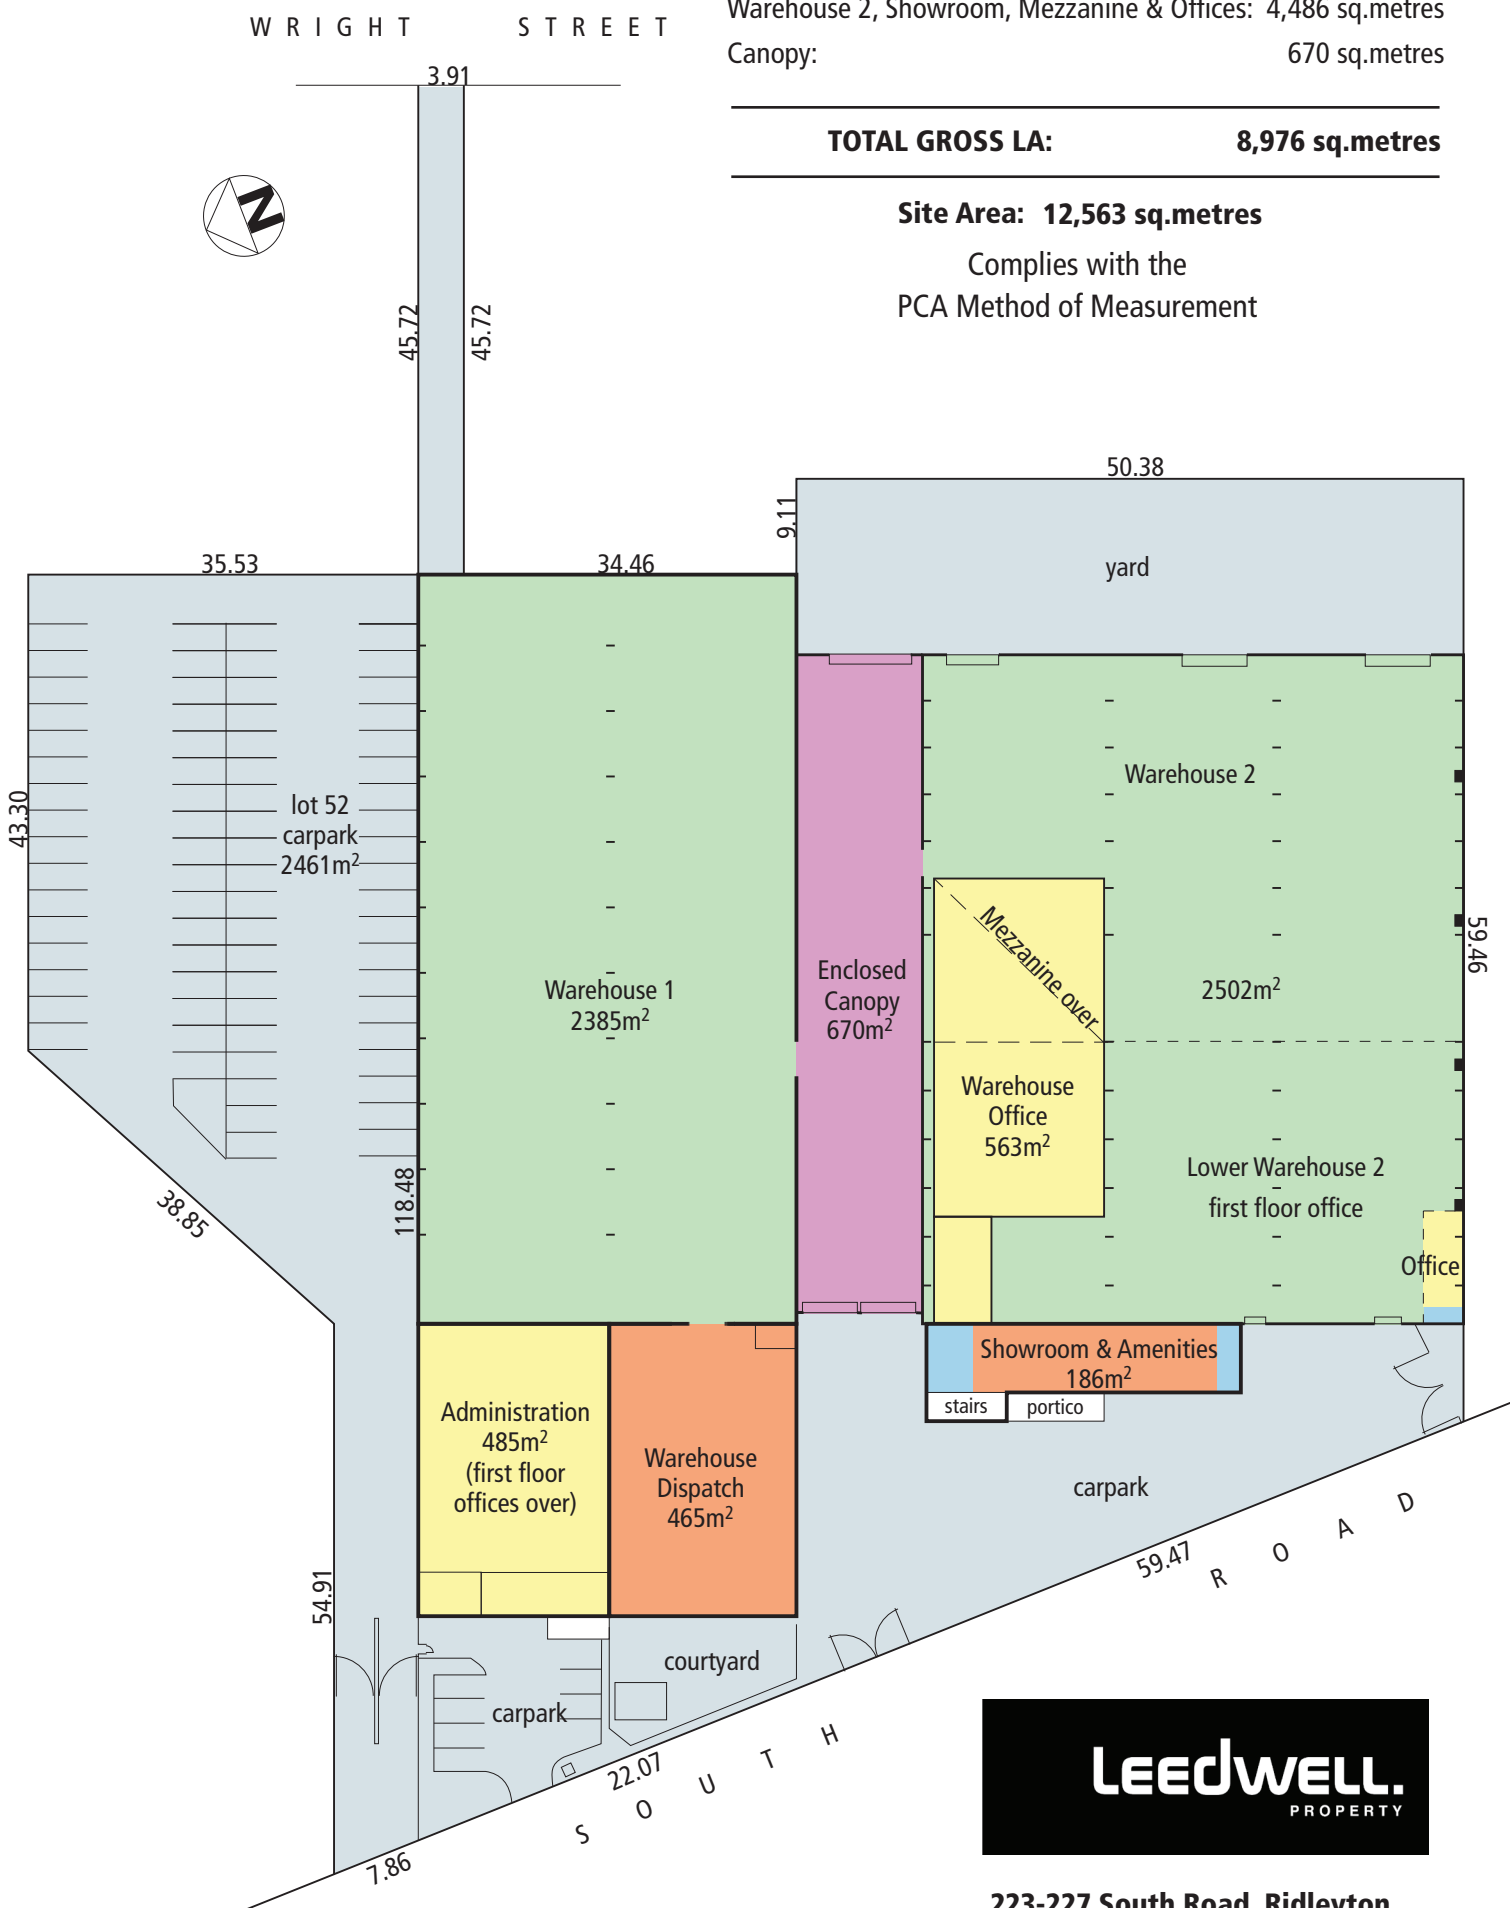 WRIGHT STREET
Warehouse 2, Showroom, Mezzanine & Offices: 4,486 sq.metres
Canopy: 670 sq.metres
TOTAL GROSS LA: 8,976 sq.metres
Site Area: 12,563 sq.metres
Complies with the
PCA Method of Measurement
3.91
N
45.72
45.72
50.38
9.11
35.53
34.46
yard
43.30
lot 52
carpark
2461m²
Warehouse 2
Mezzanine over
59.46
Warehouse 1
2385m²
Enclosed
Canopy
670m²
2502m²
Warehouse
Office
563m²
Lower Warehouse 2
first floor office
Office
38.85
118.48
Showroom & Amenities
186m²
stairs
portico
Administration
485m²
(first floor
offices over)
Warehouse
Dispatch
465m²
carpark
54.91
59.47
courtyard
carpark
22.07
7.86
SOUTH ROAD
LEEDWELL.
PROPERTY
223-227 South Road, Ridleyton